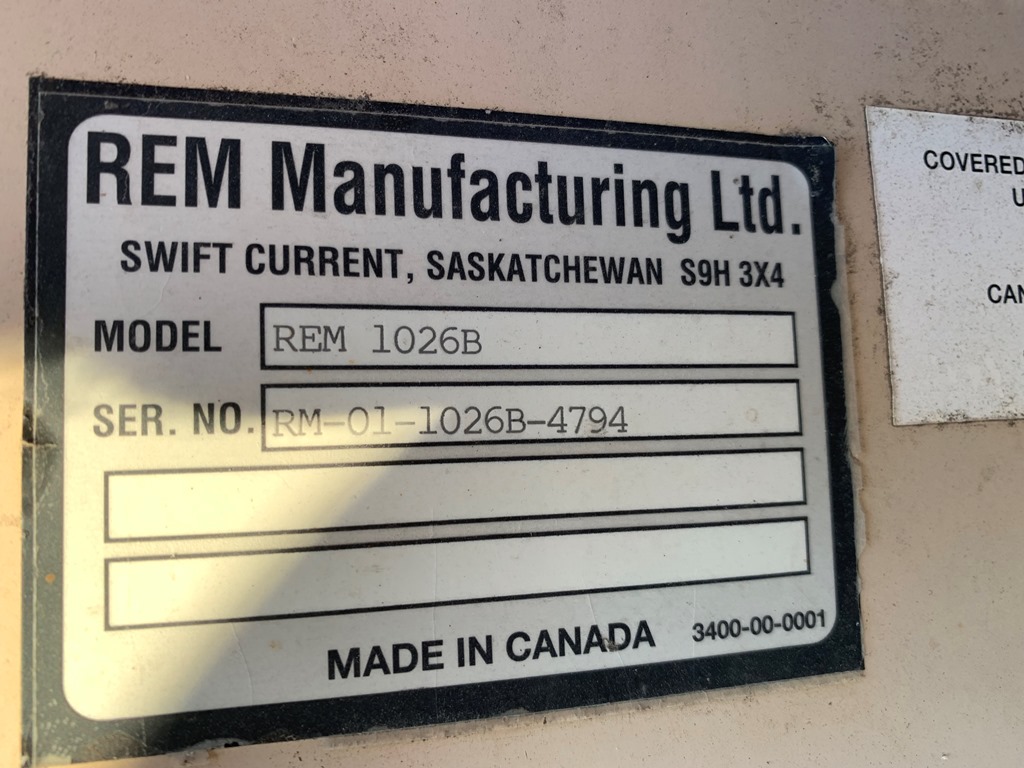 REM Manufacturing Ltd.
SWIFT CURRENT, SASKATCHEWAN S9H 3X4
MODEL REM 1026B
SER. NO. RM-01-1026B-4794
MADE IN CANADA 3400-00-0001
COVERED